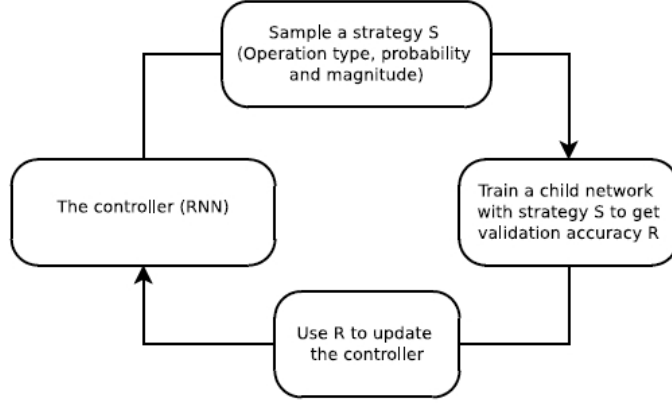 Sample a strategy S
(Operation type, probability
and magnitude)
The controller (RNN)
Train a child network
with strategy S to get
validation accuracy R
Use R to update
the controller